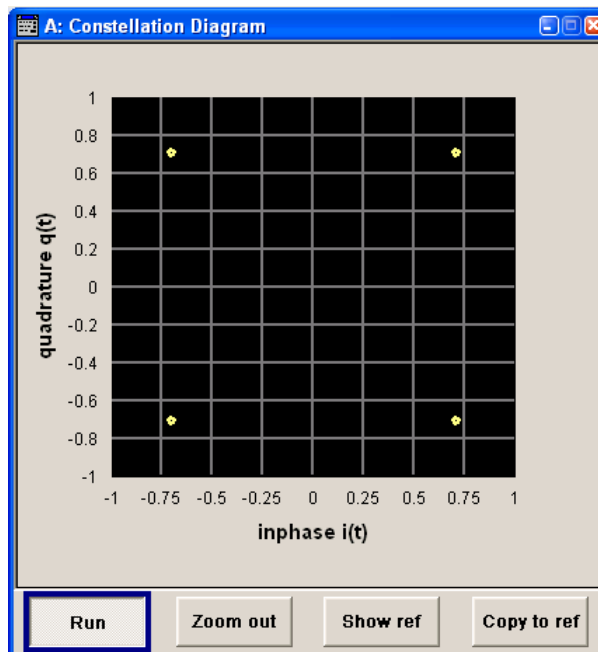 A: Constellation Diagram
quadrature q(t)
1
0.8
0.6
0.4
0.2
0
-0.2
-0.4
-0.6
-0.8
-1
-1 -0.75 -0.5 -0.25 0 0.25 0.5 0.75 1
inphase i(t)
Run Zoom out Show ref Copy to ref